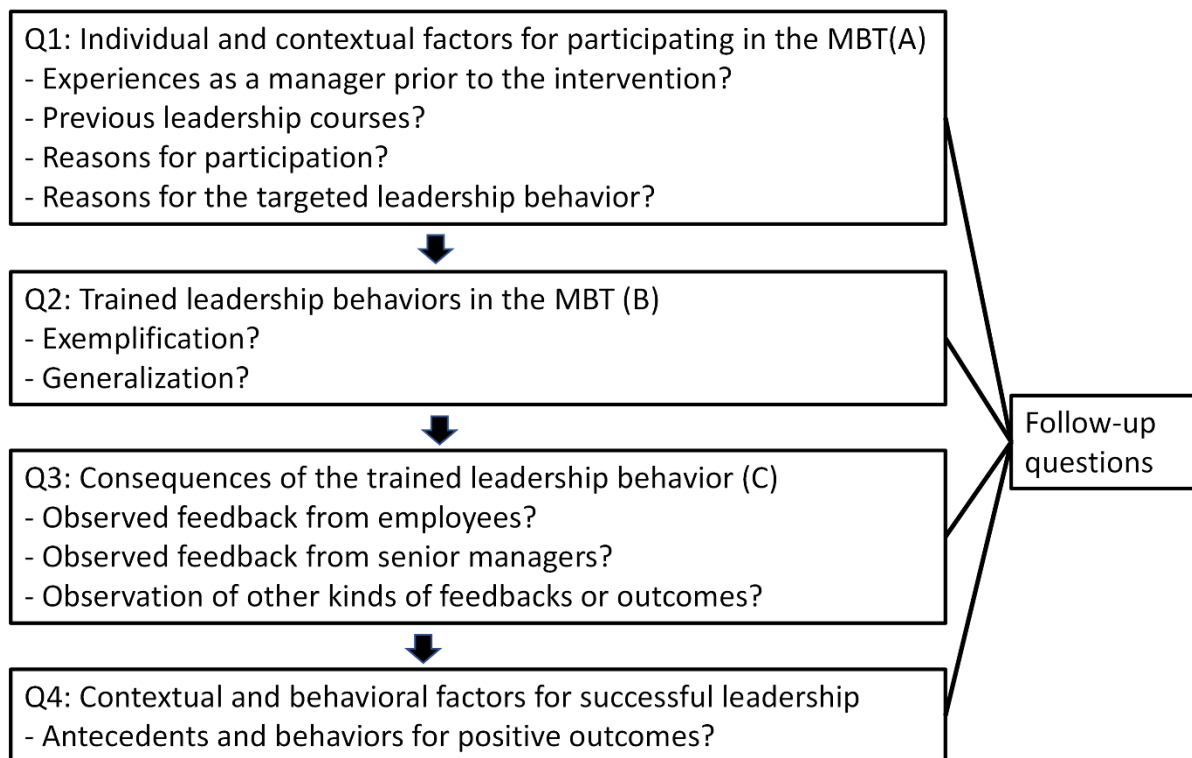 Q1: Individual and contextual factors for participating in the MBT(A)
- Experiences as a manager prior to the intervention?
- Previous leadership courses?
- Reasons for participation?
- Reasons for the targeted leadership behavior?
Q2: Trained leadership behaviors in the MBT (B)
- Exemplification?
- Generalization?
Q3: Consequences of the trained leadership behavior (C)
- Observed feedback from employees?
- Observed feedback from senior managers?
- Observation of other kinds of feedbacks or outcomes?
Q4: Contextual and behavioral factors for successful leadership
- Antecedents and behaviors for positive outcomes?
Follow-up
questions